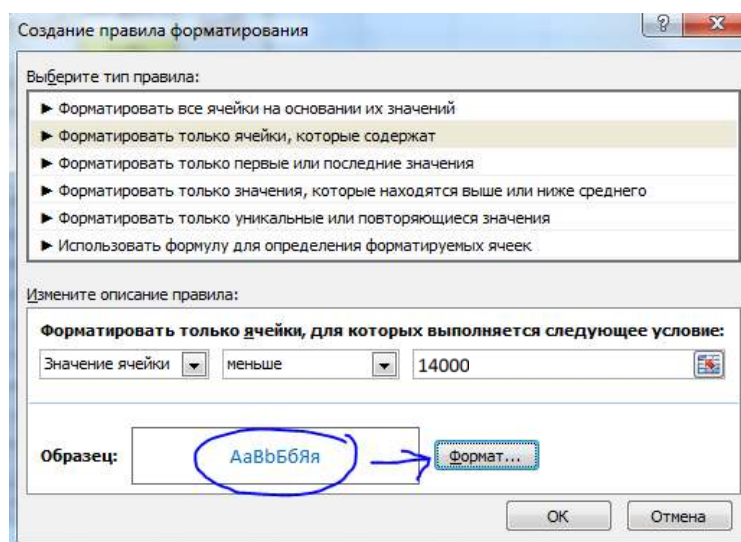 Создание правила форматирования
Выберите тип правила:
► Форматировать все ячейки на основании их значений
► Форматировать только ячейки, которые содержат
► Форматировать только первые или последние значения
► Форматировать только значения, которые находятся выше или ниже среднего
► Форматировать только уникальные или повторяющиеся значения
► Использовать формулу для определения форматируемых ячеек
Измените описание правила:
Форматировать только ячейки, для которых выполняется следующее условие:
Значение ячейки меньше 14000
Образец: АаВbБбЯя Формат...
ОК Отмена